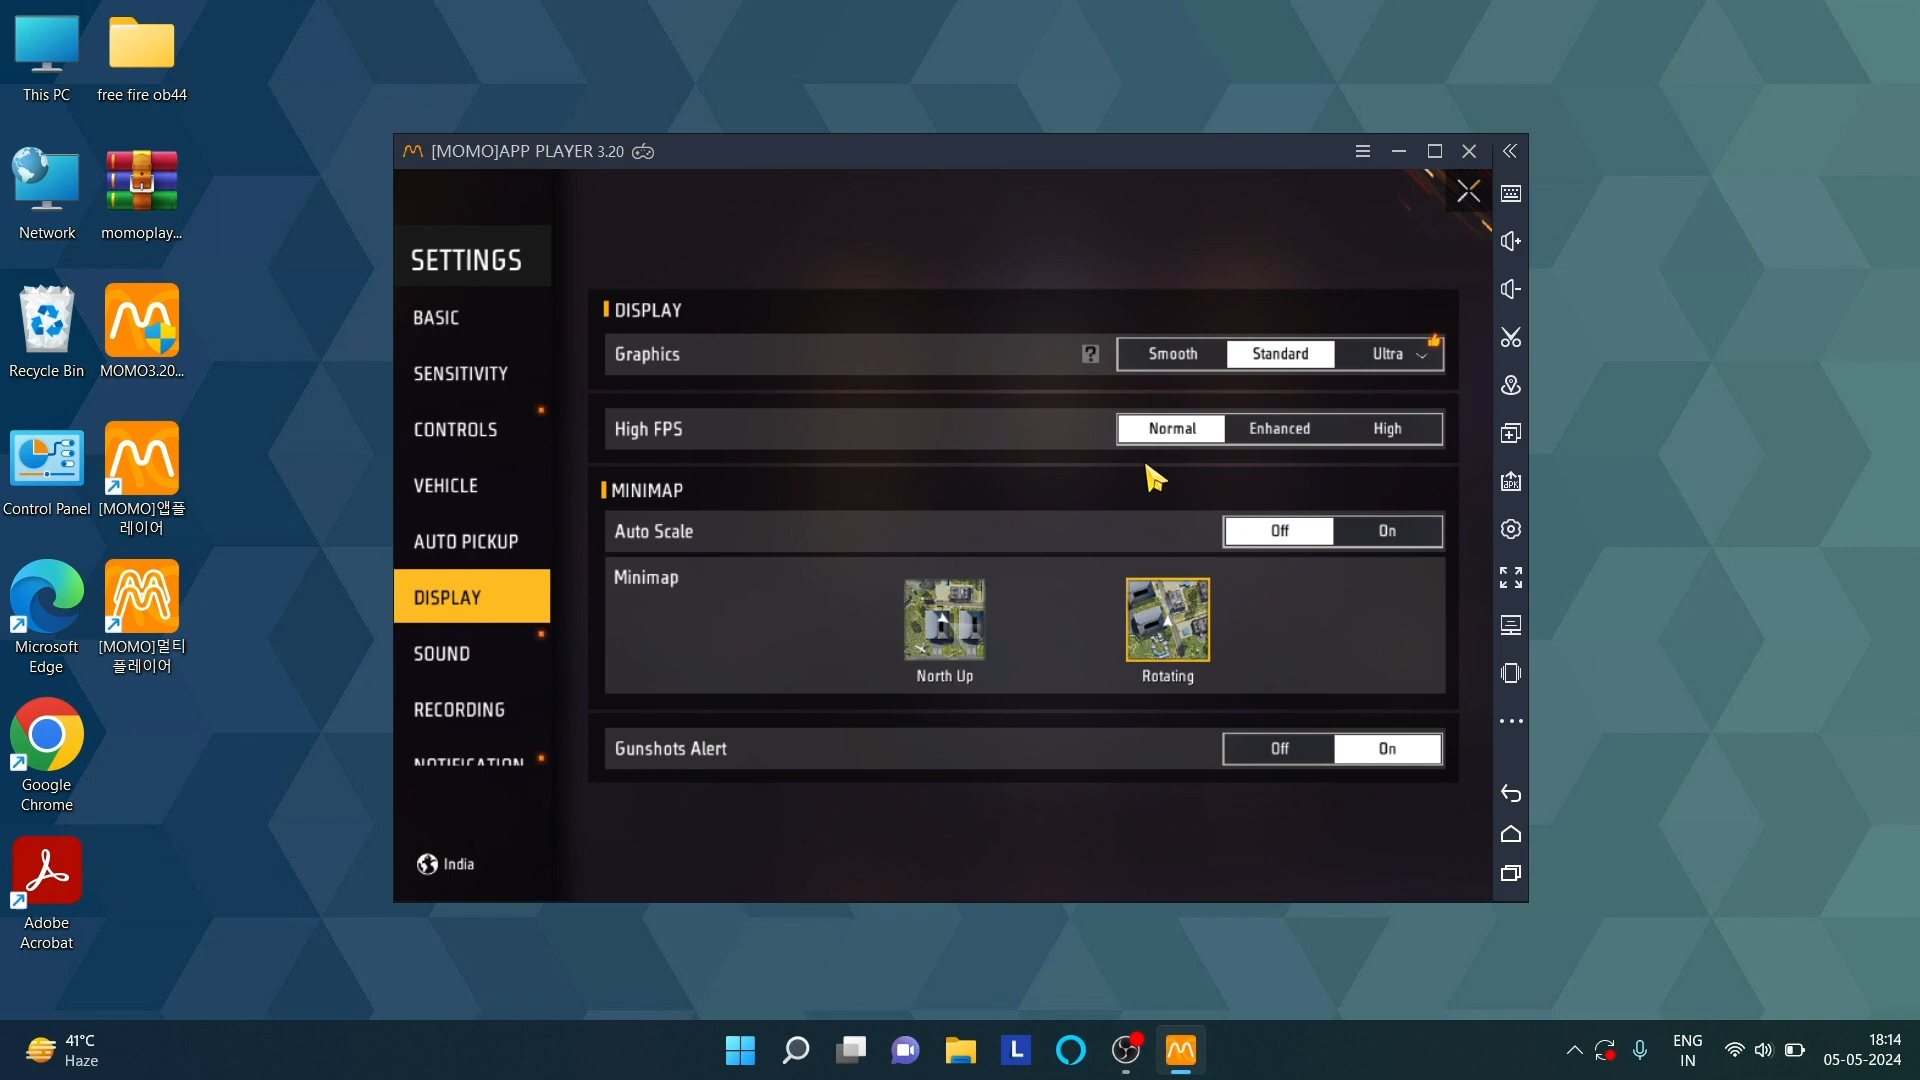 This PC
free fire ob44
Network
momoplay...
Recycle Bin
MOMO3.20...
Control Panel
[MOMO]앱플
레이어
Microsoft
Edge
[MOMO]멀티
플레이어
Google
Chrome
Adobe
Acrobat
[MOMO]APP PLAYER 3.20
SETTINGS
BASIC
SENSITIVITY
CONTROLS
VEHICLE
AUTO PICKUP
DISPLAY
SOUND
RECORDING
NOTIFICATION
India
DISPLAY
Graphics
?
Smooth
Standard
Ultra
High FPS
Normal
Enhanced
High
MINIMAP
Auto Scale
Off
On
Minimap
North Up
Rotating
Gunshots Alert
Off
On
APK
41°C
Haze
L
ENG
IN
18:14
05-05-2024